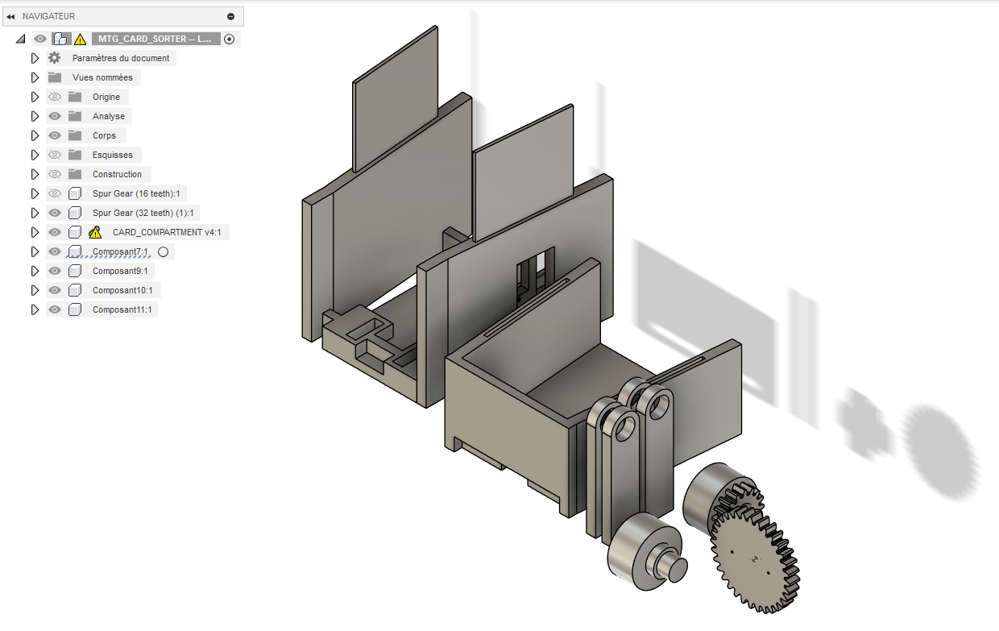 NAVIGATEUR
MTG_CARD_SORTER -- L...
Paramètres du document
Vues nommées
Origine
Analyse
Corps
Esquisses
Construction
Spur Gear (16 teeth):1
Spur Gear (32 teeth) (1):1
CARD_COMPARTMENT v4:1
Composant7:1
Composant9:1
Composant10:1
Composant11:1